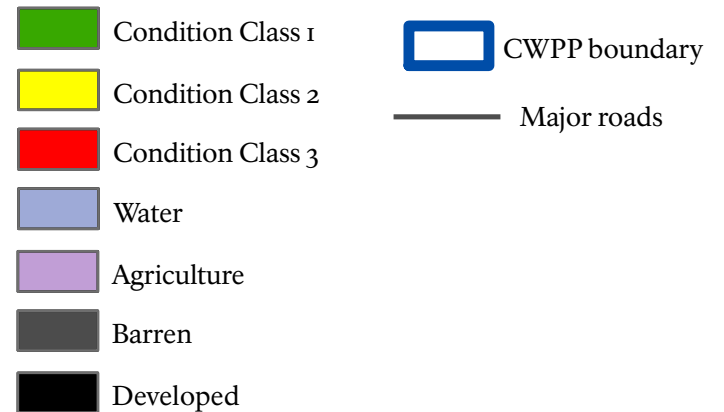 Condition Class 1
Condition Class 2
Condition Class 3
Water
Agriculture
Barren
Developed
CWPP boundary
Major roads